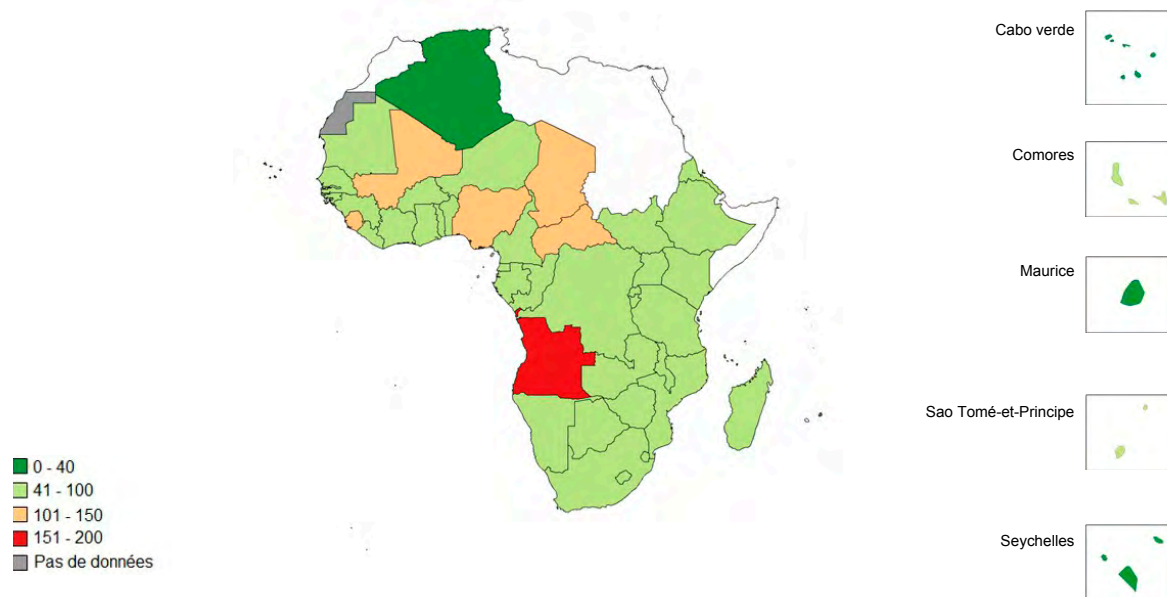 Cabo verde
Comores
Maurice
Sao Tomé-et-Principe
Seychelles
0 - 40
41 - 100
101 - 150
151 - 200
Pas de données